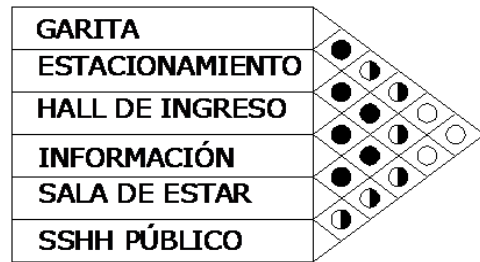 GARITA
ESTACIONAMIENTO
HALL DE INGRESO
INFORMACIÓN
SALA DE ESTAR
SSHH PÚBLICO